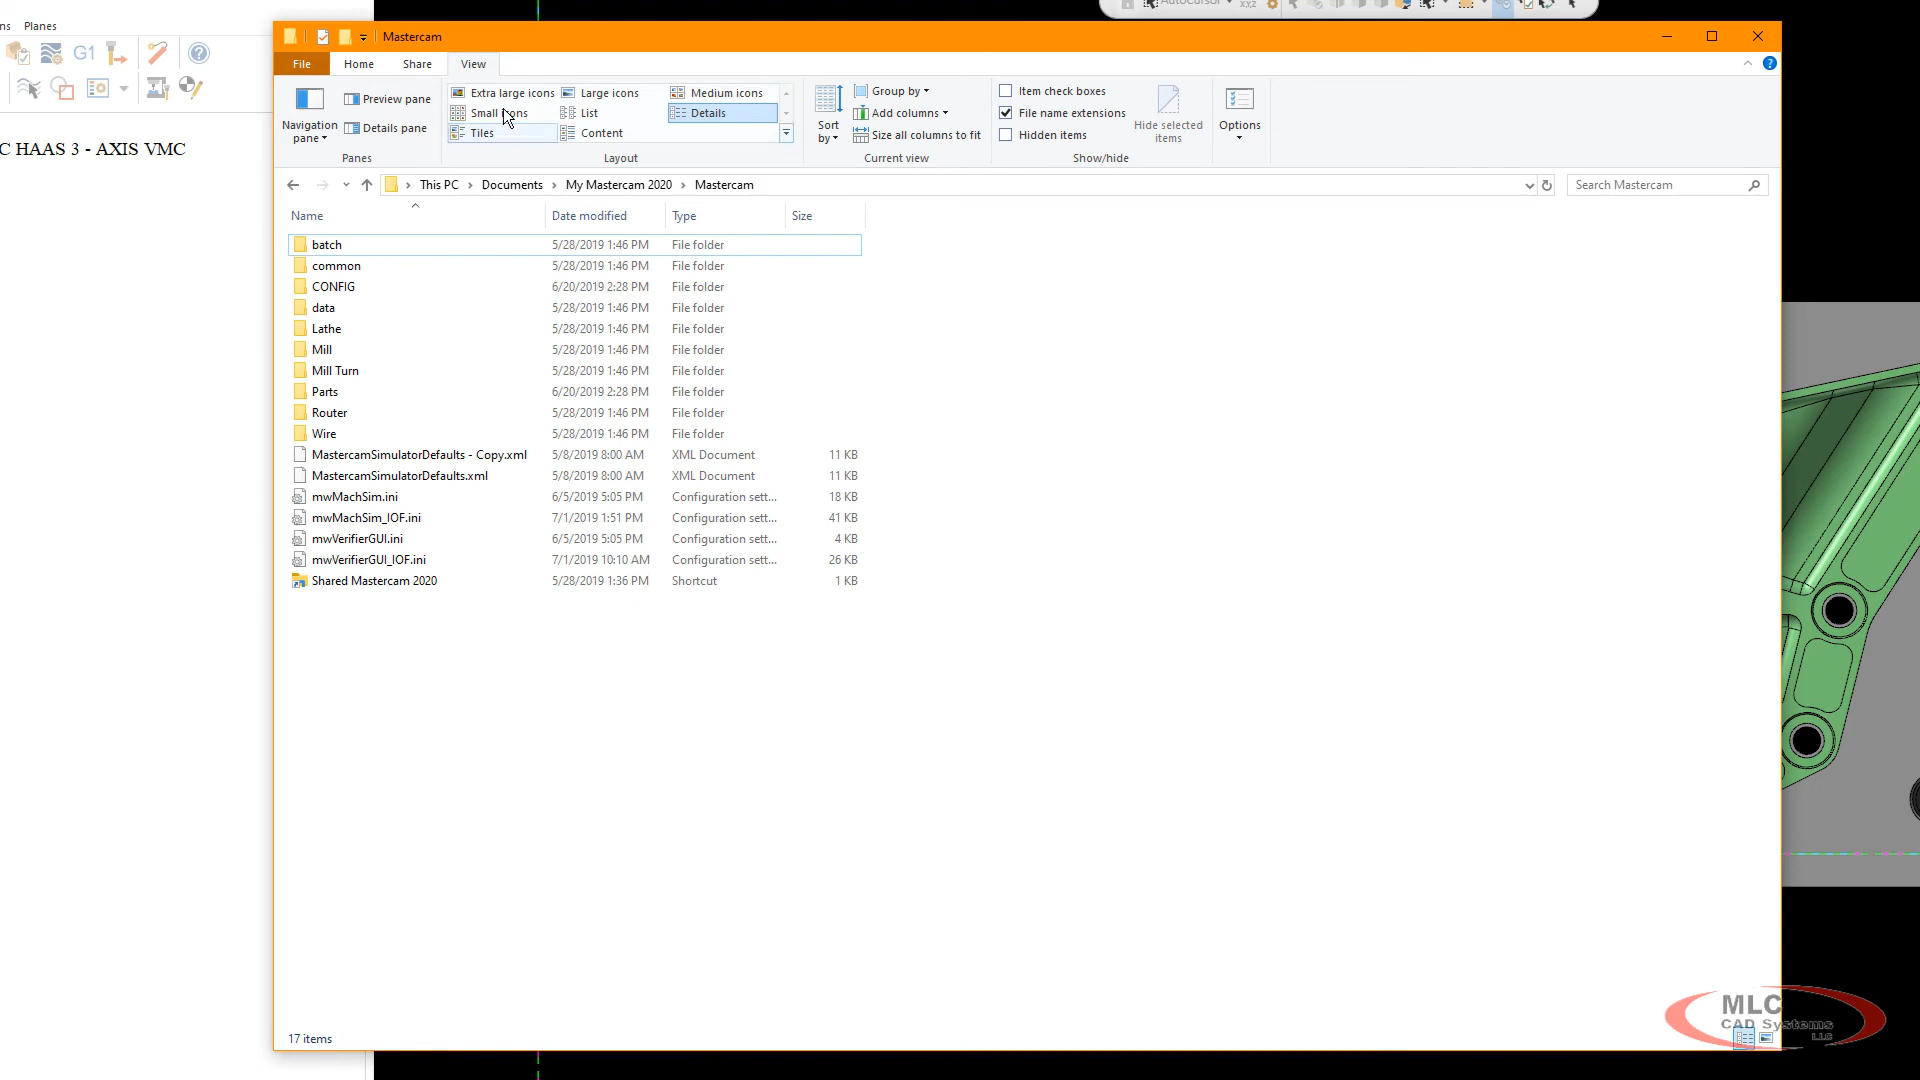 ns Planes
G1
C HAAS 3 - AXIS VMC
AutoCursor
XYZ
Mastercam
File Home Share View
Navigation pane
Preview pane
Details pane
Panes
Extra large icons Large icons Medium icons
Small icons List Details
Tiles Content
Layout
Sort by
Group by
Add columns
Size all columns to fit
Current view
Item check boxes
File name extensions
Hidden items
Hide selected items
Show/hide
Options
This PC Documents My Mastercam 2020 Mastercam
Search Mastercam
Name Date modified Type Size
batch 5/28/2019 1:46 PM File folder
common 5/28/2019 1:46 PM File folder
CONFIG 6/20/2019 2:28 PM File folder
data 5/28/2019 1:46 PM File folder
Lathe 5/28/2019 1:46 PM File folder
Mill 5/28/2019 1:46 PM File folder
Mill Turn 5/28/2019 1:46 PM File folder
Parts 6/20/2019 2:28 PM File folder
Router 5/28/2019 1:46 PM File folder
Wire 5/28/2019 1:46 PM File folder
MastercamSimulatorDefaults - Copy.xml 5/8/2019 8:00 AM XML Document 11 KB
MastercamSimulatorDefaults.xml 5/8/2019 8:00 AM XML Document 11 KB
mwMachSim.ini 6/5/2019 5:05 PM Configuration sett... 18 KB
mwMachSim_IOF.ini 7/1/2019 1:51 PM Configuration sett... 41 KB
mwVerifierGUI.ini 6/5/2019 5:05 PM Configuration sett... 4 KB
mwVerifierGUI_IOF.ini 7/1/2019 10:10 AM Configuration sett... 26 KB
Shared Mastercam 2020 5/28/2019 1:36 PM Shortcut 1 KB
17 items
MLC
CAD Systems
LLC